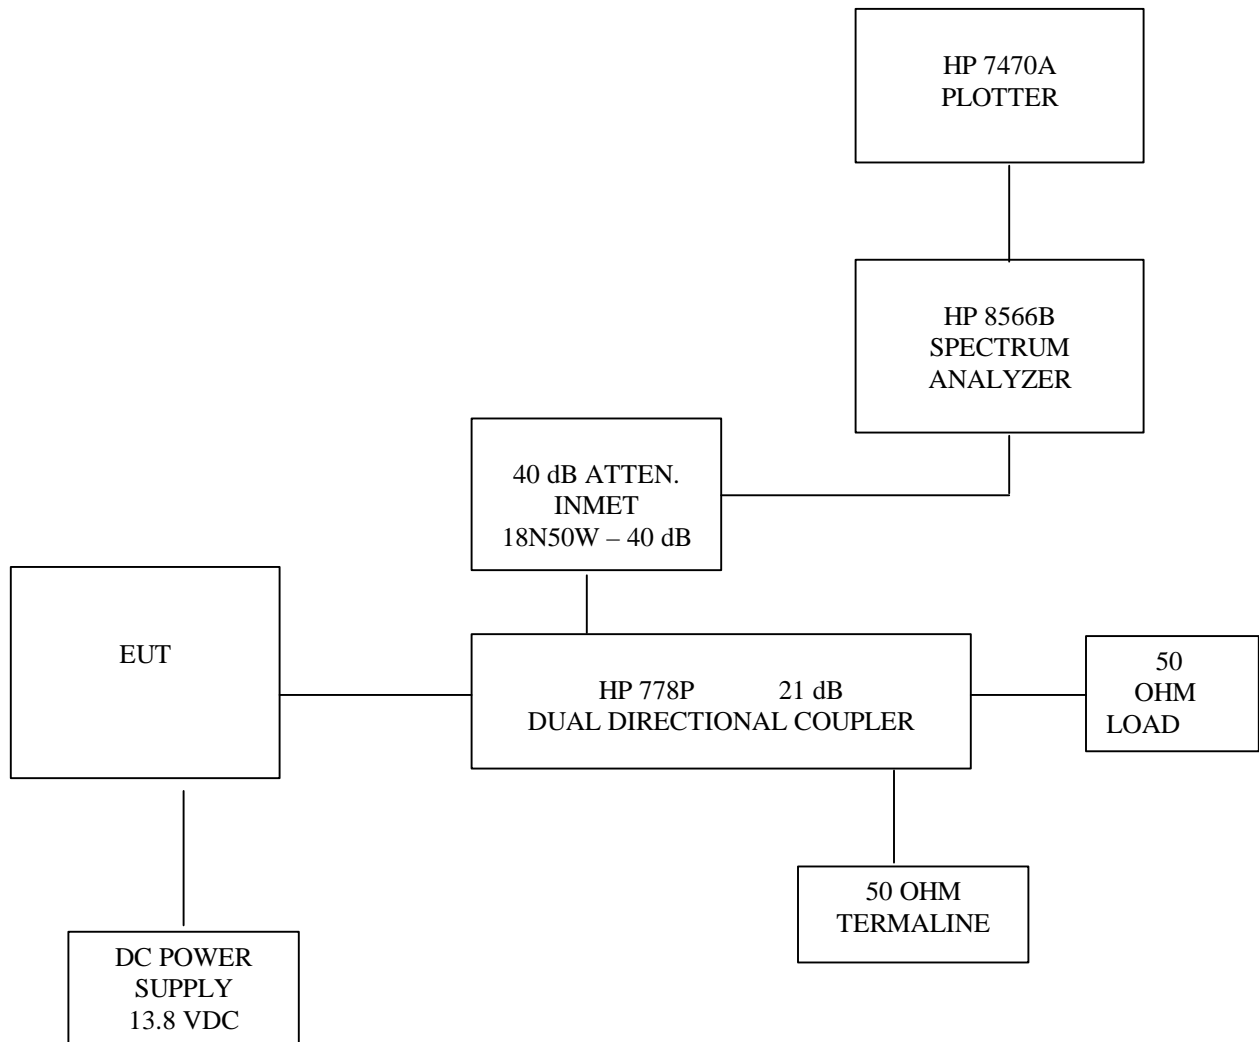 HP 7470A
PLOTTER
HP 8566B
SPECTRUM
ANALYZER
40 dB ATTEN.
INMET
18N50W – 40 dB
EUT
HP 778P 21 dB
DUAL DIRECTIONAL COUPLER
50
OHM
LOAD
50 OHM
TERMALINE
DC POWER
SUPPLY
13.8 VDC